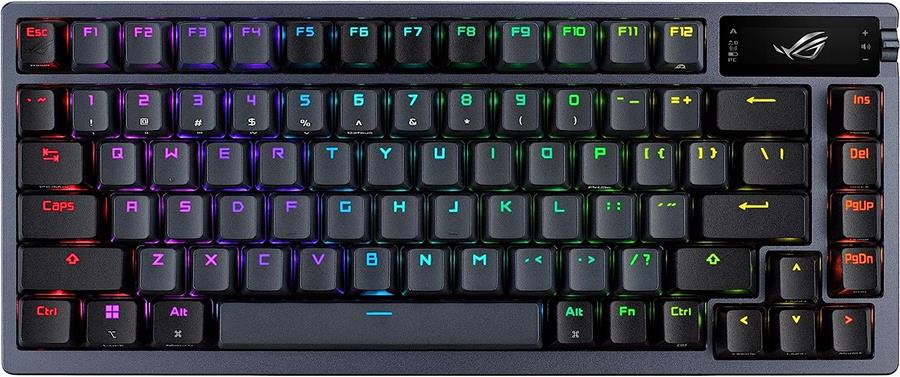 Esc F1 F2 F3 F4 F5 F6 F7 F8 F9 F10 F11 F12
A
PC
+
-
` ~ 1 ! 2 @ 3 # 4 $ 5 % 6 7 & 8 * 9 ( 0 ) - _ = +
Ins
Q W E R T Y U I O P [ { ] } \ |
Del
Caps A S D F G H J K L ; : ' "
PgUp
Z X C V B N M , < . > / ?
PgDn
Ctrl Alt Alt Fn Ctrl